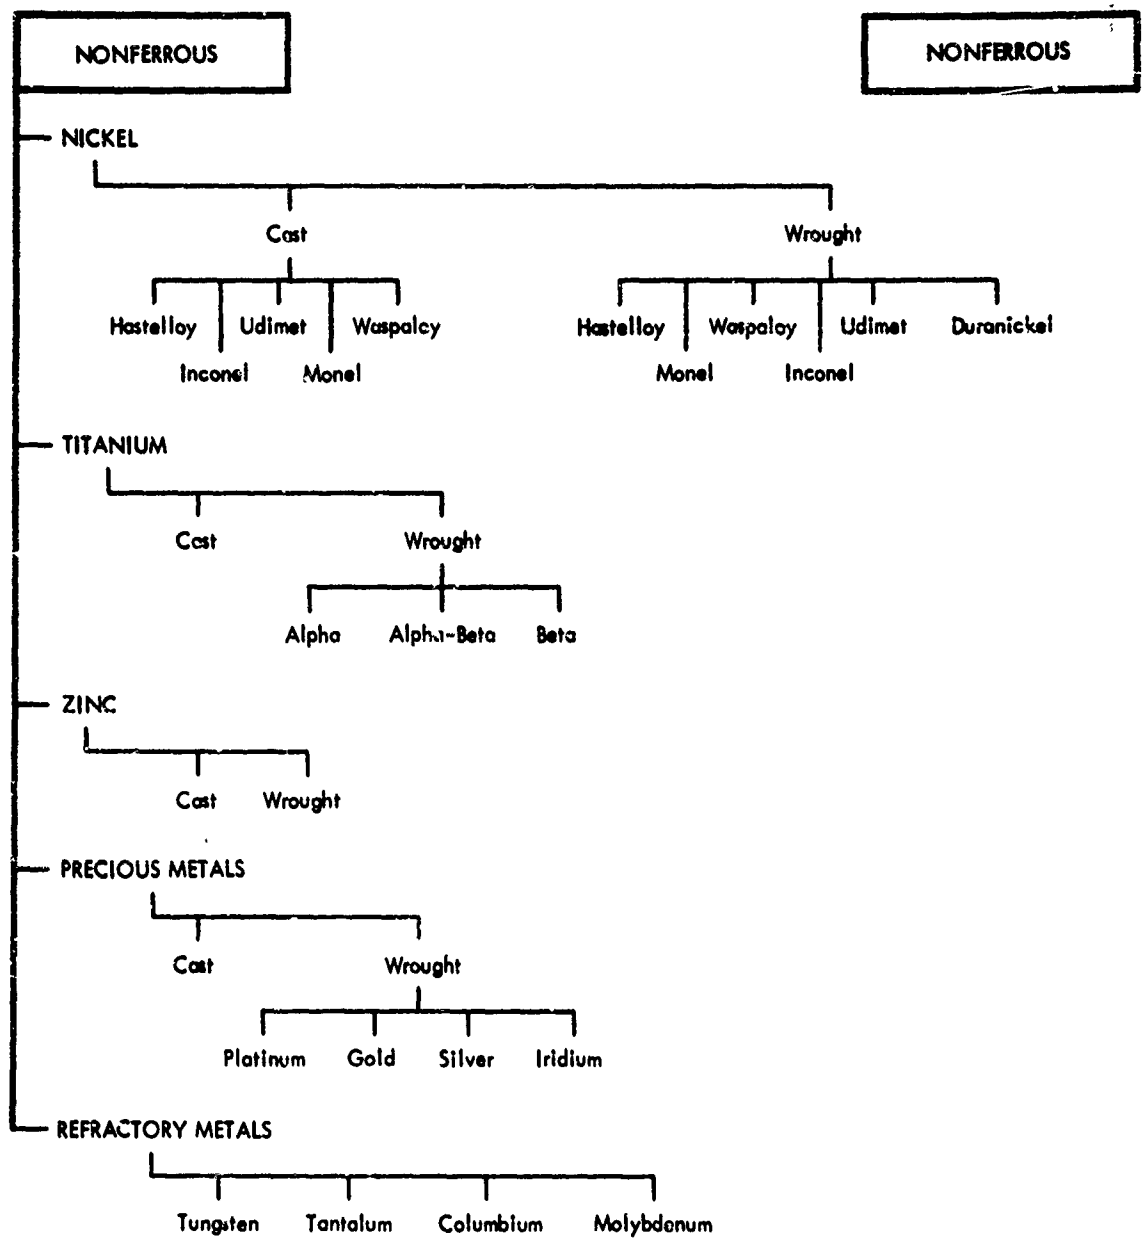 NONFERROUS NONFERROUS
NICKEL
Cast Wrought
Hastelloy Udimet Waspaloy Hastelloy Waspaloy Udimet Duranickel
Inconel Monel Monel Inconel
TITANIUM
Cast Wrought
Alpha Alpha-Beta Beta
ZINC
Cast Wrought
PRECIOUS METALS
Cast Wrought
Platinum Gold Silver Iridium
REFRACTORY METALS
Tungsten Tantalum Columbium Molybdenum